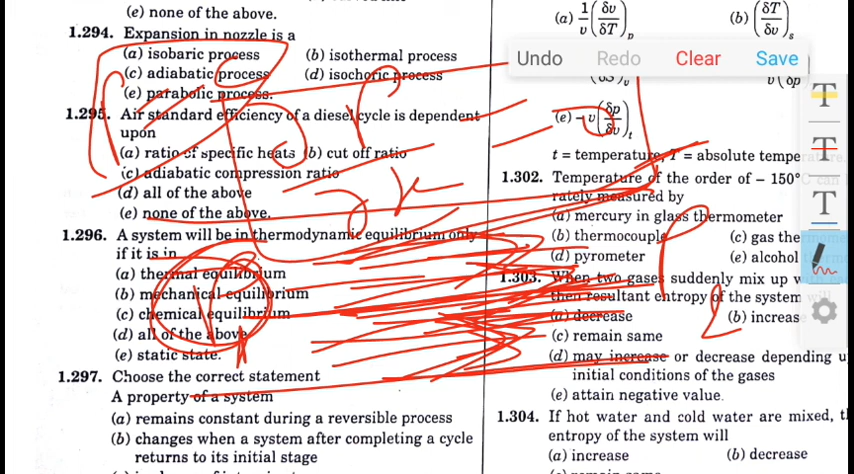 (e) none of the above.
1.294. Expansion in nozzle is a
(a) isobaric process (b) isothermal process
(c) adiabatic process (d) isochoric process
(e) parabolic process.
1.295. Air standard efficiency of a diesel cycle is dependent
upon
(a) ratio of specific heats (b) cut off ratio
(c) adiabatic compression ratio
(d) all of the above
(e) none of the above.
1.296. A system will be in thermodynamic equilibrium only
if it is in
(a) thermal equilibrium
(b) mechanical equilibrium
(c) chemical equilibrium
(d) all of the above
(e) static state.
1.297. Choose the correct statement
A property of a system
(a) remains constant during a reversible process
(b) changes when a system after completing a cycle
returns to its initial stage
(a) 1/v (δv/δT)p (b) (δT/δv)s
Undo Redo Clear Save
(e) – v(δp/δv)t
t = temperature, T = absolute tempe
1.302. Temperature of the order of – 150° can
rately measured by
(a) mercury in glass thermometer
(b) thermocouple (c) gas the
(d) pyrometer (e) alcohol
1.303. When two gases suddenly mix up w
then resultant entropy of the system
(a) decrease (b) increas
(c) remain same
(d) may increase or decrease depending u
initial conditions of the gases
(e) attain negative value.
1.304. If hot water and cold water are mixed, t
entropy of the system will
(a) increase (b) decrease
T
T
T